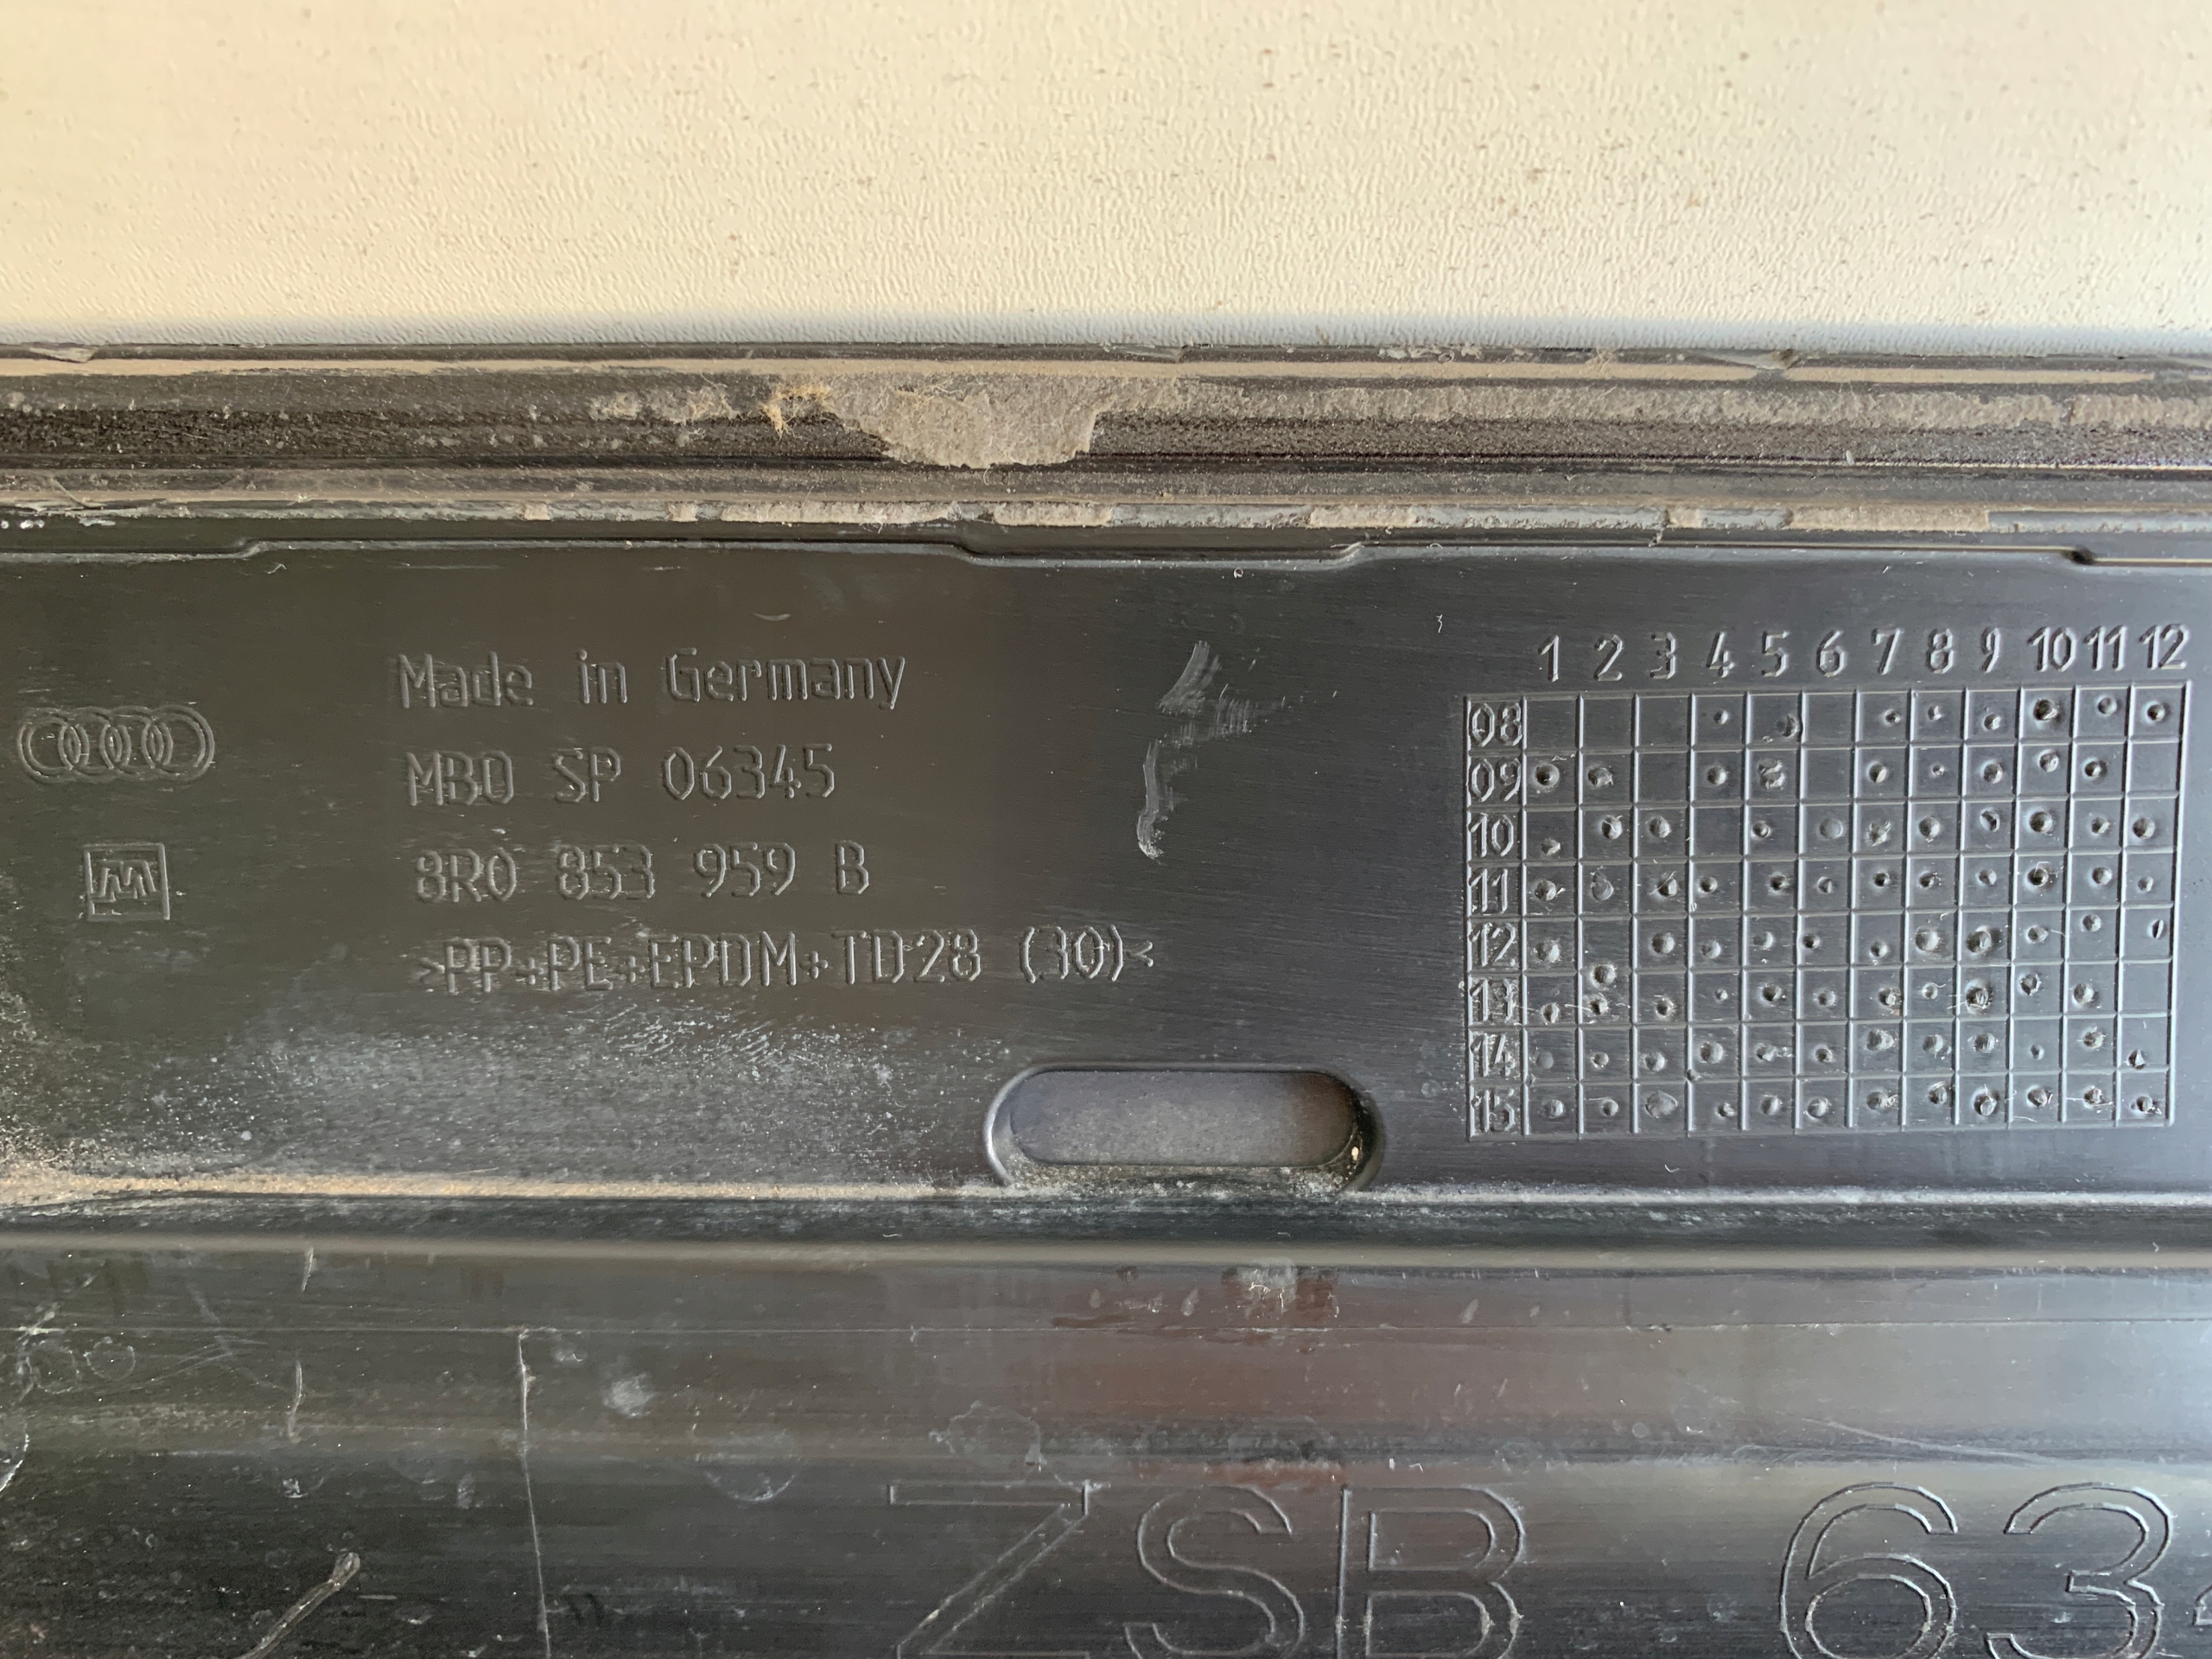 Made in Germany
MBO SP 06345
8R0 853 959 B
>PP+PE+EPDM+TD28 (30)<
1 2 3 4 5 6 7 8 9 10 11 12
08
09
10
11
12
13
14
15
ZSB 63